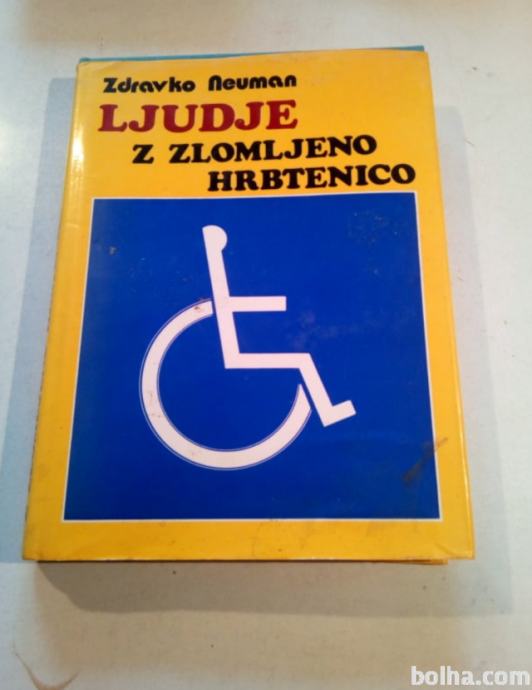 Zdravko Neuman
LJUDJE
Z ZLOMLJENO
HRBTENICO
bolha.com